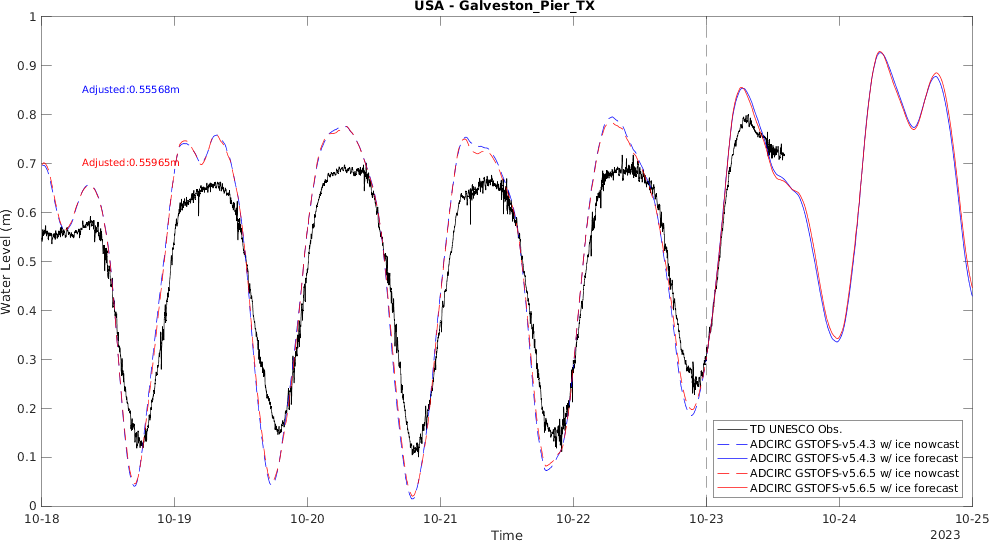 USA - Galveston_Pier_TX
Water Level (m)
1
0.9
0.8
0.7
0.6
0.5
0.4
0.3
0.2
0.1
0
Adjusted:0.55568m
Adjusted:0.55965m
TD UNESCO Obs.
ADCIRC GSTOFS-v5.4.3 w/ ice nowcast
ADCIRC GSTOFS-v5.4.3 w/ ice forecast
ADCIRC GSTOFS-v5.6.5 w/ ice nowcast
ADCIRC GSTOFS-v5.6.5 w/ ice forecast
10-18 10-19 10-20 10-21 10-22 10-23 10-24 10-25
Time
2023